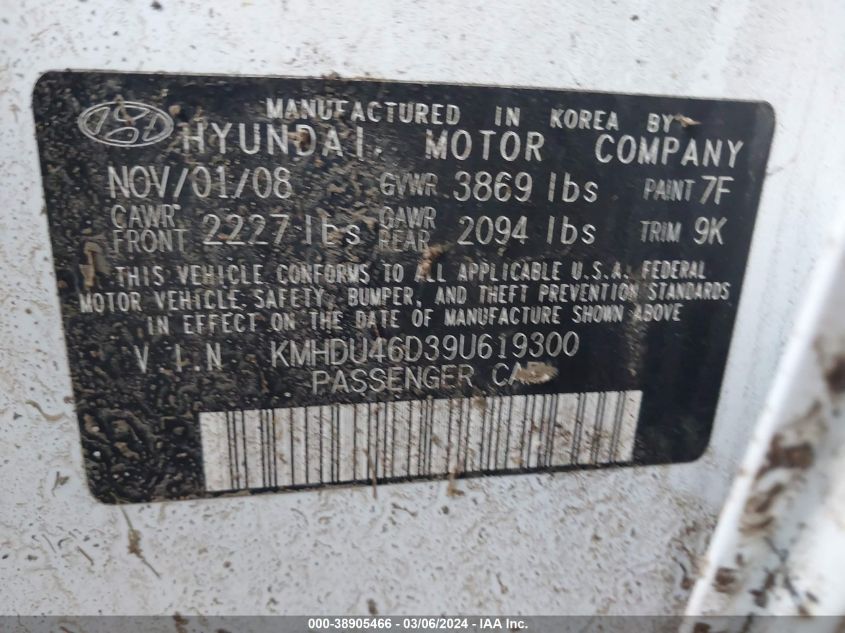 MANUFACTURED IN KOREA BY
HYUNDAI MOTOR COMPANY
NOV/01/08 GVWR 3869 lbs PAINT 7F
GAWR FRONT 2227 lbs GAWR REAR 2094 lbs TRIM 9K
THIS VEHICLE CONFORMS TO ALL APPLICABLE U.S.A. FEDERAL
MOTOR VEHICLE SAFETY, BUMPER, AND THEFT PREVENTION STANDARDS
IN EFFECT ON THE DATE OF MANUFACTURE SHOWN ABOVE
V.I.N KMHDU46D39U619300
PASSENGER CAR
000-38905466 - 03/06/2024 - IAA Inc.